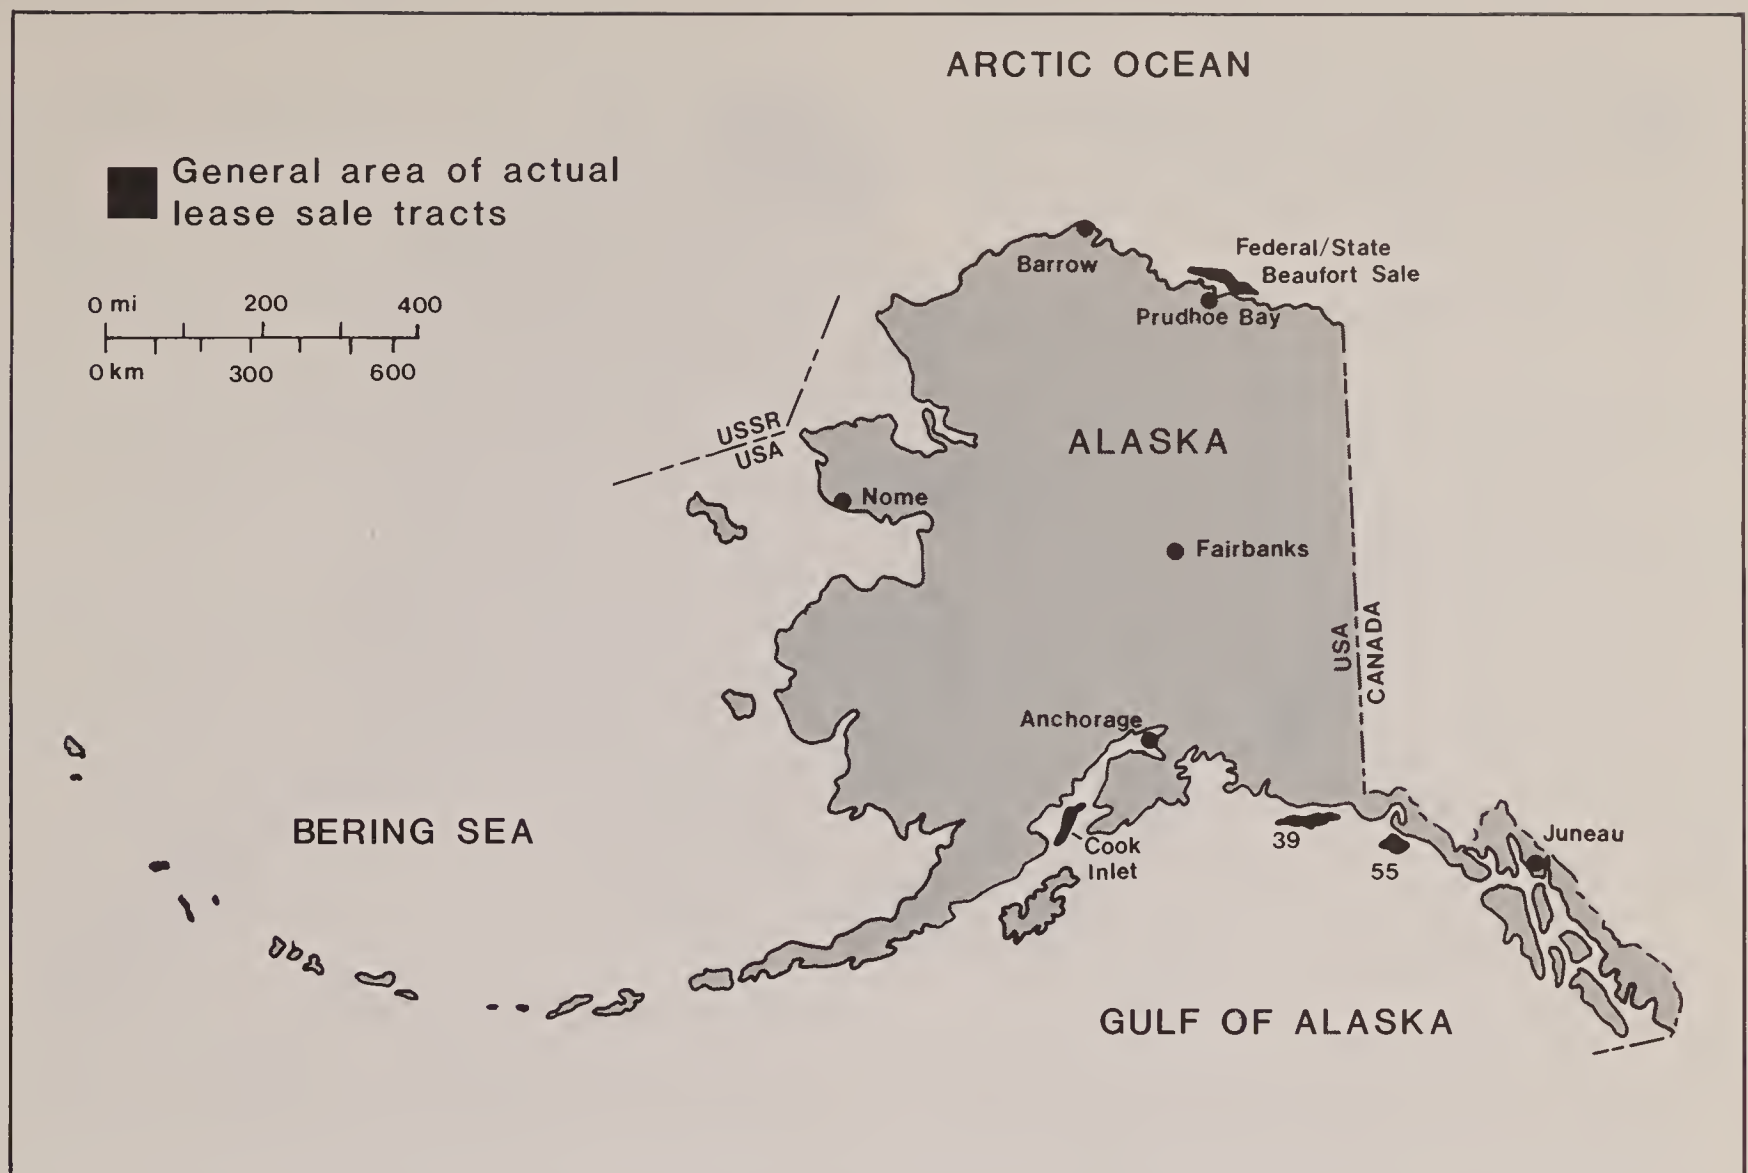 ARCTIC OCEAN
General area of actual
lease sale tracts
0 mi 200 400
0 km 300 600
Barrow
Federal/State
Beaufort Sale
Prudhoe Bay
USSR
USA
ALASKA
Nome
Fairbanks
USA
CANADA
Anchorage
BERING SEA
Cook
Inlet
39
55
Juneau
GULF OF ALASKA